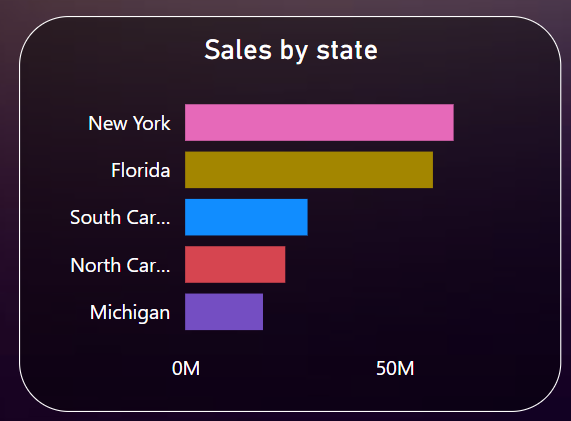 Sales by state
New York
Florida
South Car...
North Car...
Michigan
0M 50M